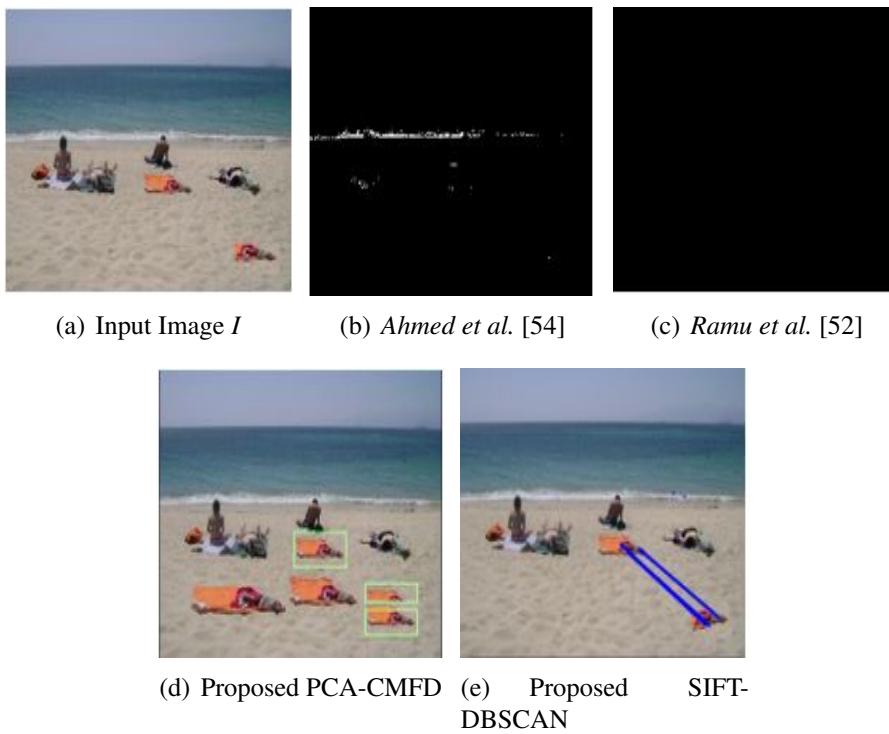 (a) Input Image I
(b) Ahmed et al. [54]
(c) Ramu et al. [52]
(d) Proposed PCA-CMFD
(e) Proposed SIFT-
DBSCAN